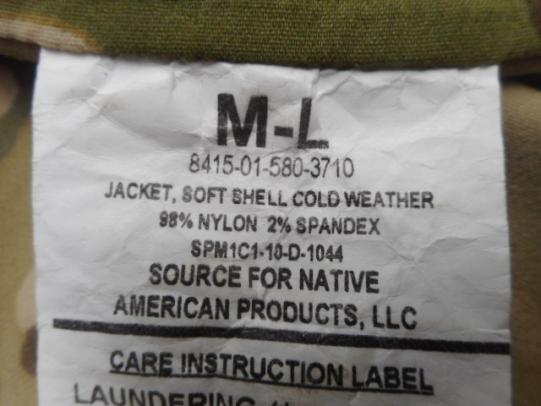 M-L
8415-01-580-3710
JACKET, SOFT SHELL COLD WEATHER
98% NYLON 2% SPANDEX
SPM1C1-10-D-1044
SOURCE FOR NATIVE
AMERICAN PRODUCTS, LLC
CARE INSTRUCTION LABEL
LAUNDERING